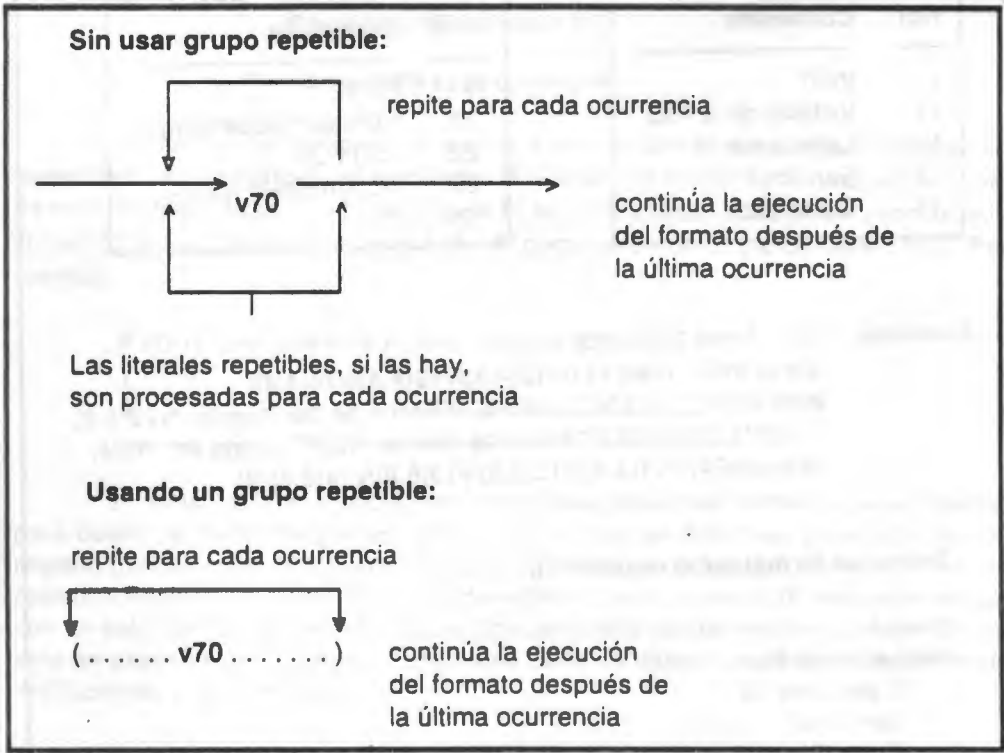 Sin usar grupo repetible:
repite para cada ocurrencia
v70
continúa la ejecución
del formato después de
la última ocurrencia
Las literales repetibles, si las hay,
son procesadas para cada ocurrencia
Usando un grupo repetible:
repite para cada ocurrencia
( . . . . . . v70 . . . . . . . )
continúa la ejecución
del formato después de
la última ocurrencia